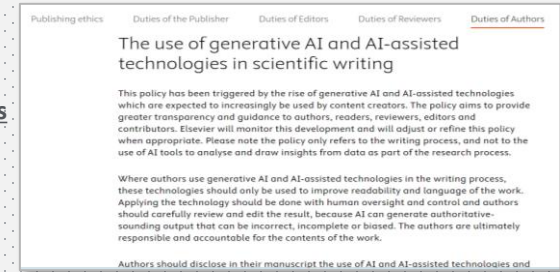 Publishing ethics Duties of the Publisher Duties of Editors Duties of Reviewers Duties of Authors
The use of generative AI and AI-assisted
technologies in scientific writing
This policy has been triggered by the rise of generative AI and AI-assisted technologies
which are expected to increasingly be used by content creators. The policy aims to provide
greater transparency and guidance to authors, readers, reviewers, editors and
contributors. Elsevier will monitor this development and will adjust or refine this policy
when appropriate. Please note the policy only refers to the writing process, and not to the
use of AI tools to analyse and draw insights from data as part of the research process.
Where authors use generative AI and AI-assisted technologies in the writing process,
these technologies should only be used to improve readability and language of the work.
Applying the technology should be done with human oversight and control and authors
should carefully review and edit the result, because AI can generate authoritative-
sounding output that can be incorrect, incomplete or biased. The authors are ultimately
responsible and accountable for the contents of the work.
Authors should disclose in their manuscript the use of AI and AI-assisted technologies and